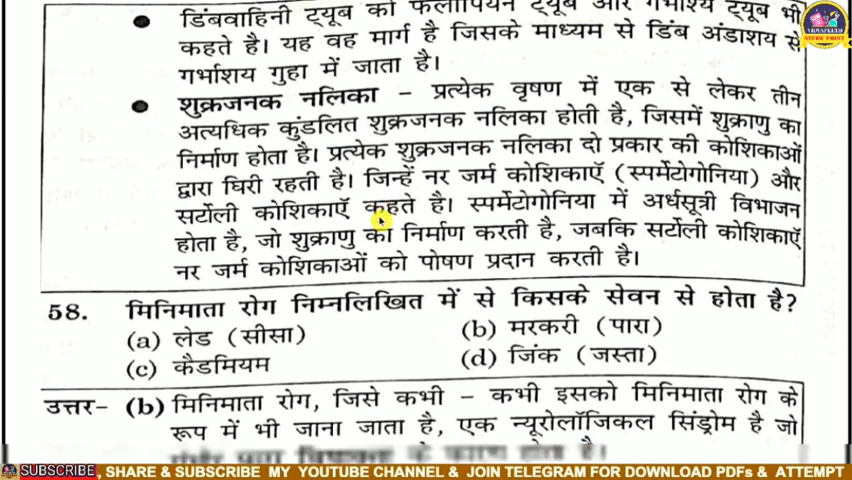 डिंबवाहिनी ट्यूब को फैलोपियन ट्यूब और गर्भाशय ट्यूब भी
कहते है। यह वह मार्ग है जिसके माध्यम से डिंब अंडाशय से
गर्भाशय गुहा में जाता है।
शुक्रजनक नलिका – प्रत्येक वृषण में एक से लेकर तीन
अत्यधिक कुंडलित शुक्रजनक नलिका होती है, जिसमें शुक्राणु का
निर्माण होता है। प्रत्येक शुक्रजनक नलिका दो प्रकार की कोशिकाओं
द्वारा घिरी रहती है। जिन्हें नर जर्म कोशिकाऍ (स्पर्मेटोगोनिया) और
सर्टोली कोशिकाऍ कहते है। स्पर्मेटोगोनिया में अर्धसूत्री विभाजन
होता है, जो शुक्राणु का निर्माण करती है, जबकि सर्टोली कोशिकाऍ
नर जर्म कोशिकाओं को पोषण प्रदान करती है।
58. मिनिमाता रोग निम्नलिखित में से किसके सेवन से होता है?
(a) लेड (सीसा) (b) मरकरी (पारा)
(c) कैडमियम (d) जिंक (जस्ता)
उत्तर- (b) मिनिमाता रोग, जिसे कभी – कभी इसको मिनिमाता रोग के
रूप में भी जाना जाता है, एक न्यूरोलॉजिकल सिंड्रोम है जो
के कारण होता है।
STUDY POINT
SUBSCRIBE, SHARE & SUBSCRIBE MY YOUTUBE CHANNEL & JOIN TELEGRAM FOR DOWNLOAD PDFs & ATTEMPT